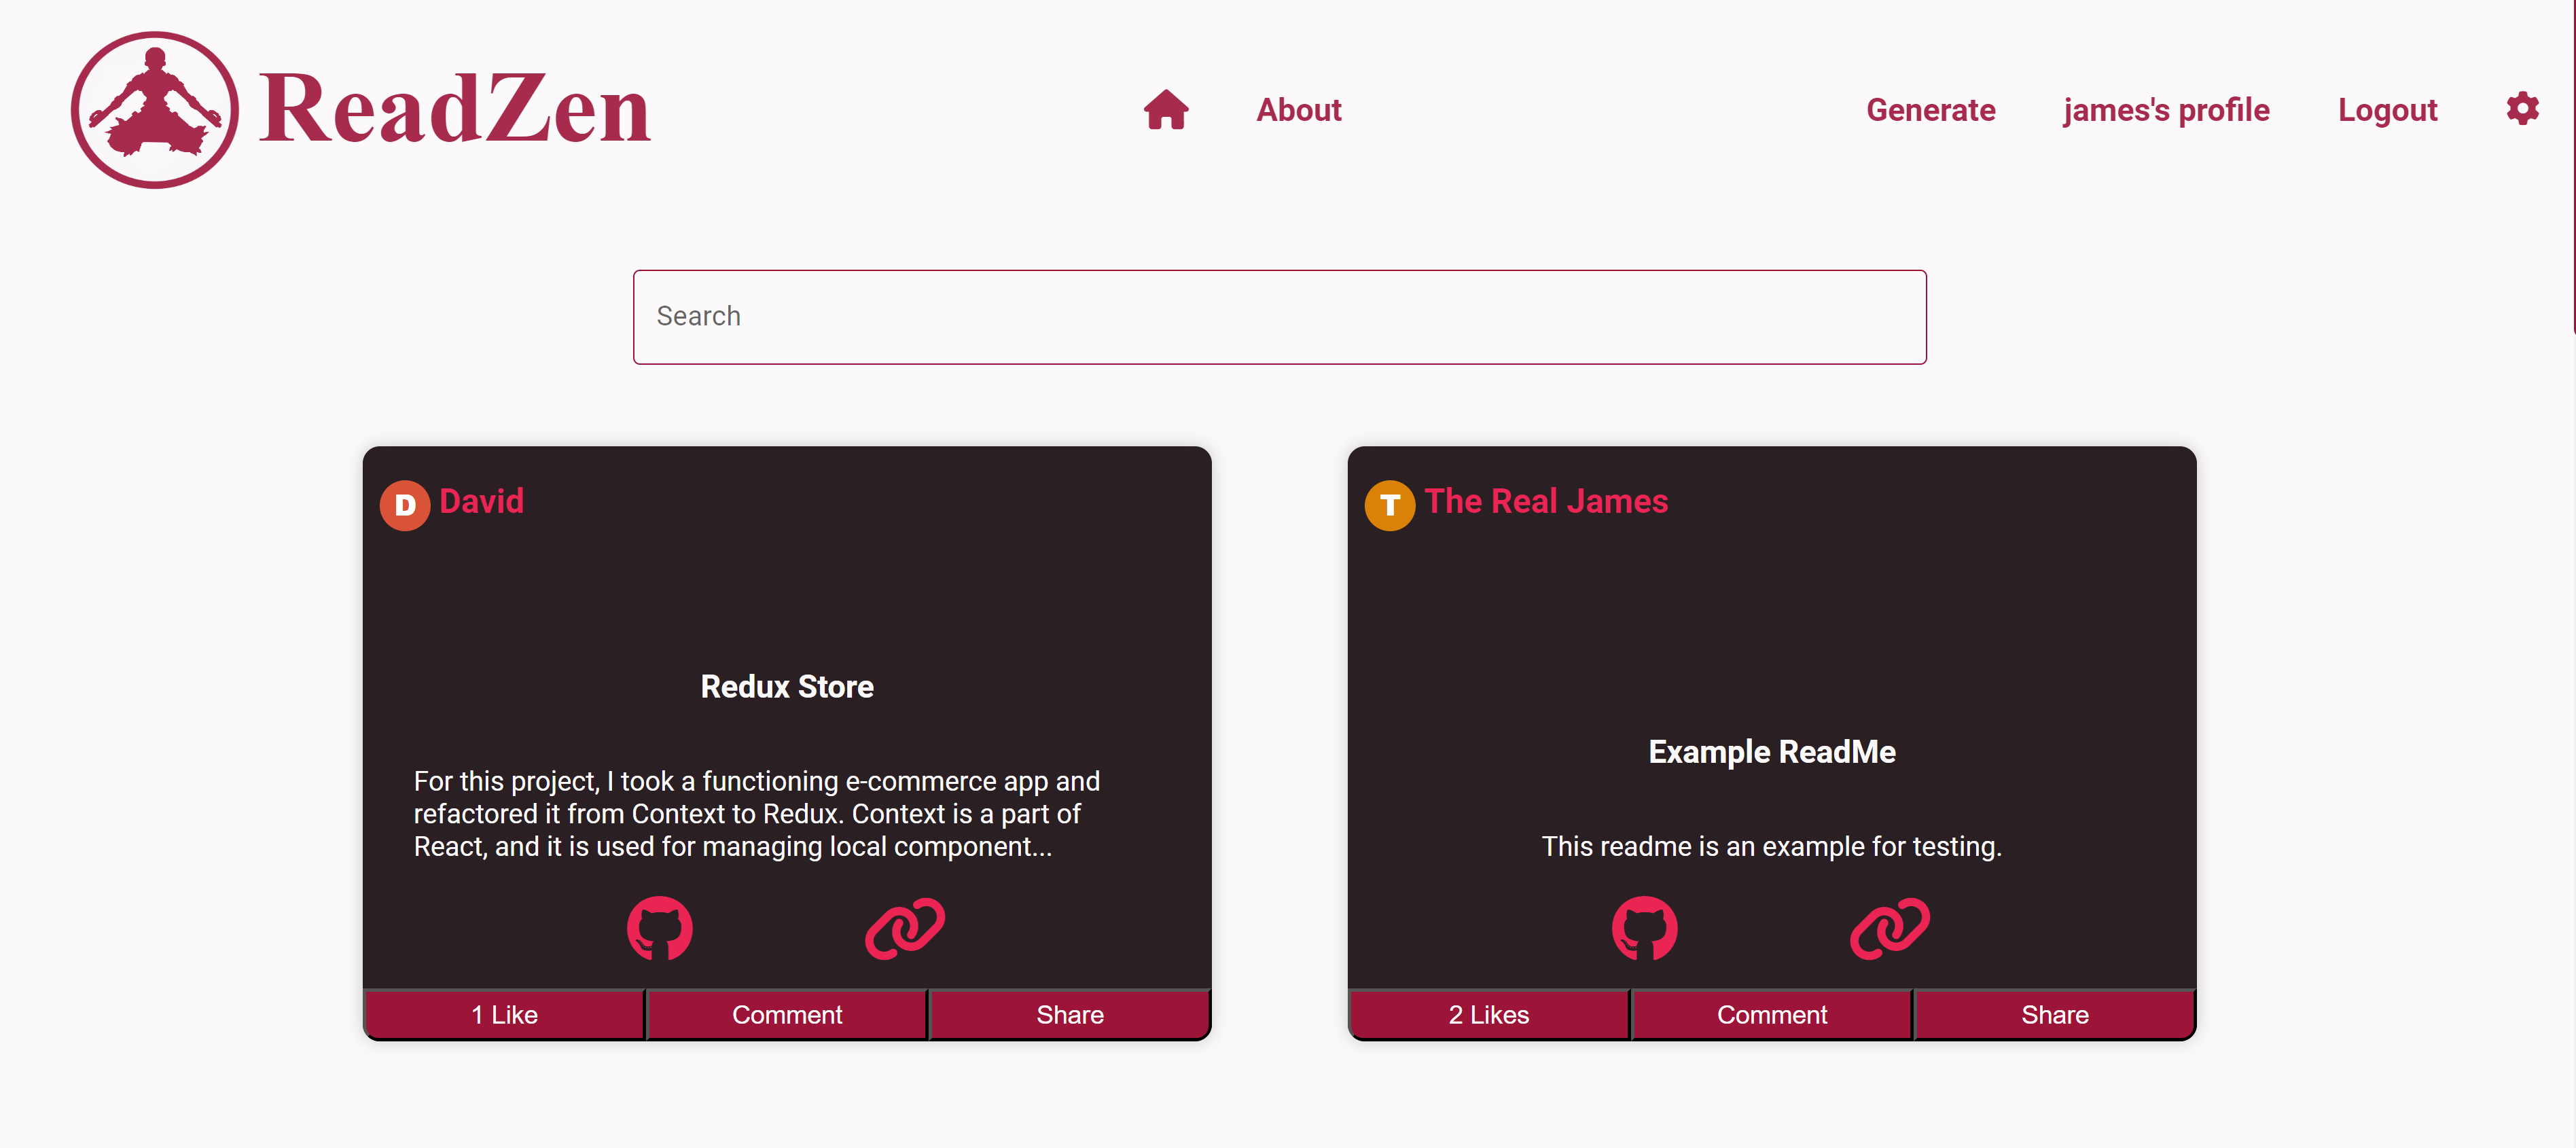 ReadZen
About
Generate
james's profile
Logout
Search
D David
Redux Store
For this project, I took a functioning e-commerce app and
refactored it from Context to Redux. Context is a part of
React, and it is used for managing local component...
1 Like
Comment
Share
T The Real James
Example ReadMe
This readme is an example for testing.
2 Likes
Comment
Share